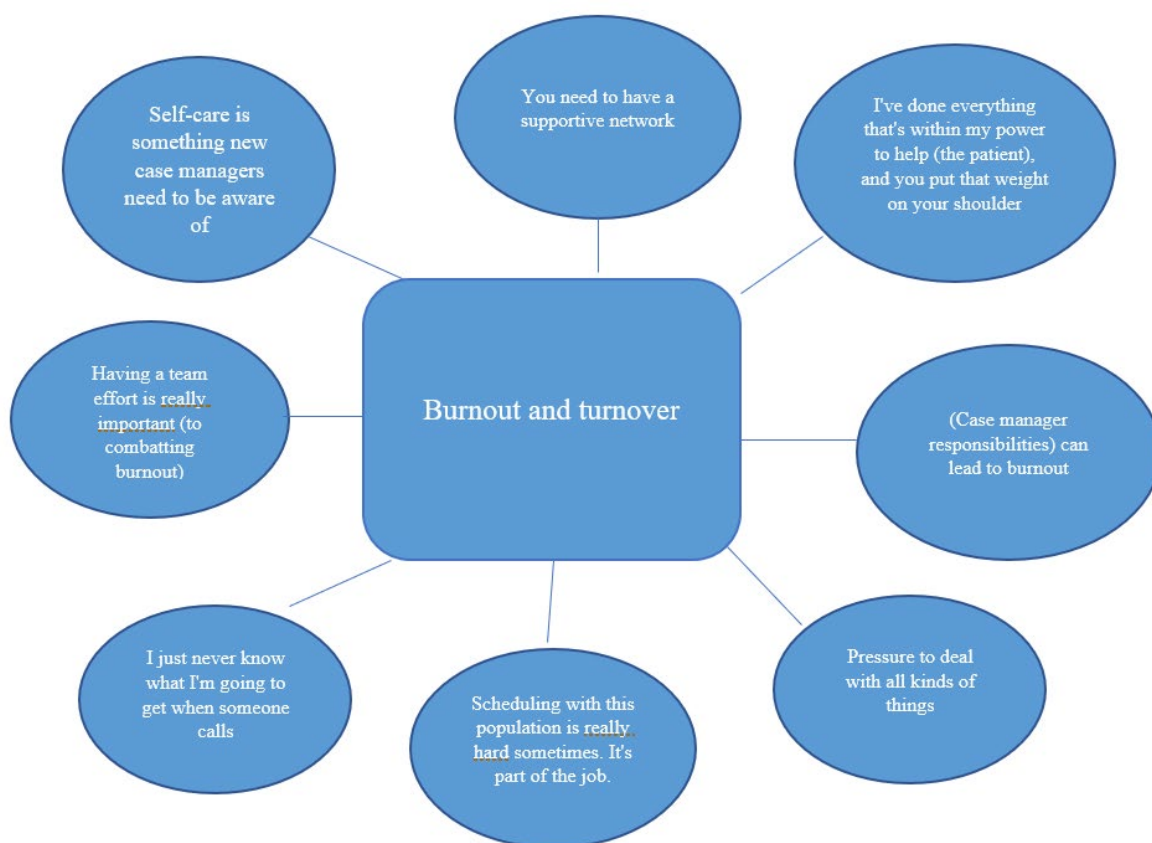 Self-care is
something new
case managers
need to be aware
of
You need to have a
supportive network
I've done everything
that's within my power
to help (the patient),
and you put that weight
on your shoulder
Having a team
effort is really
important (to
combatting
burnout)
Burnout and turnover
(Case manager
responsibilities) can
lead to burnout
I just never know
what I'm going to
get when someone
calls
Scheduling with this
population is really
hard sometimes. It's
part of the job.
Pressure to deal
with all kinds of
things